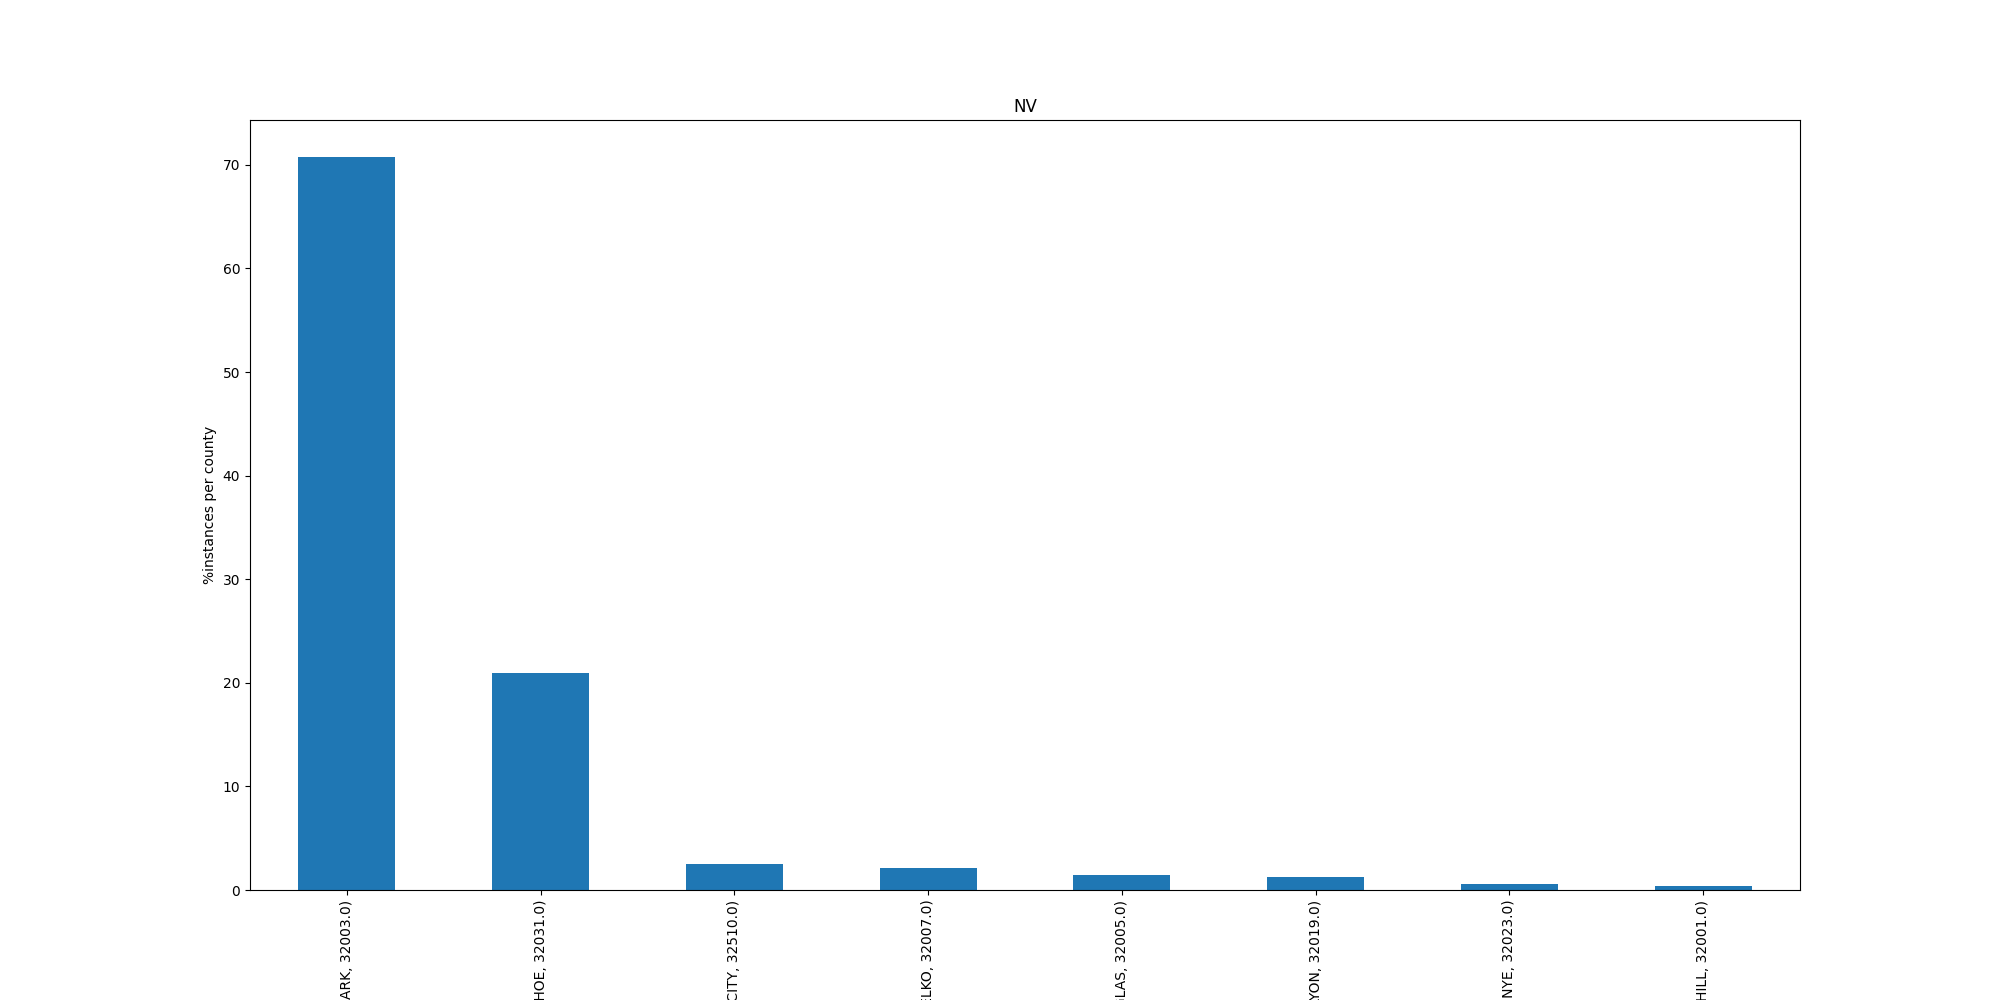 NV
%instances per county
70
60
50
40
30
20
10
0
ARK, 32003.0)
HOE, 32031.0)
CITY, 32510.0)
ELKO, 32007.0)
GLAS, 32005.0)
YON, 32019.0)
NYE, 32023.0)
HILL, 32001.0)